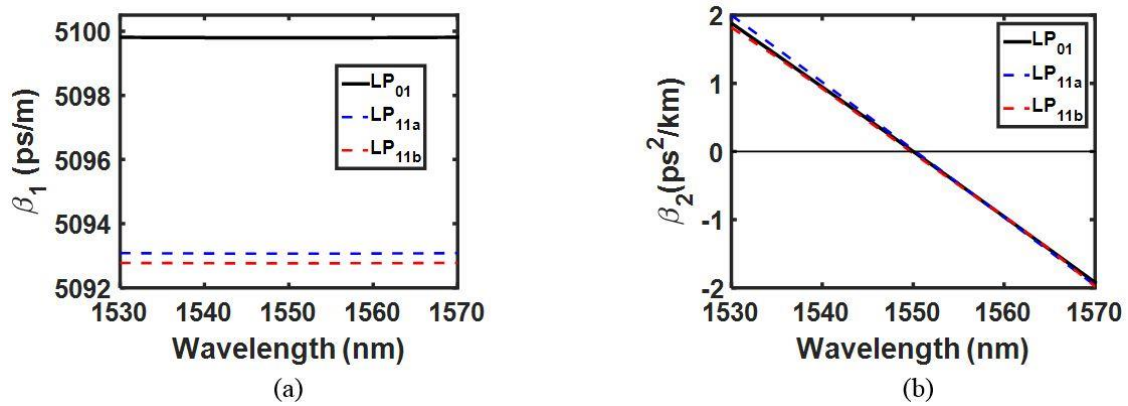 5100
5098
5096
5094
5092
β₁ (ps/m)
LP₀₁
LP₁₁ₐ
LP₁₁b
1530 1540 1550 1560 1570
Wavelength (nm)
(a)
2
1
0
-1
-2
β₂(ps²/km)
LP₀₁
LP₁₁ₐ
LP₁₁b
1530 1540 1550 1560 1570
Wavelength (nm)
(b)